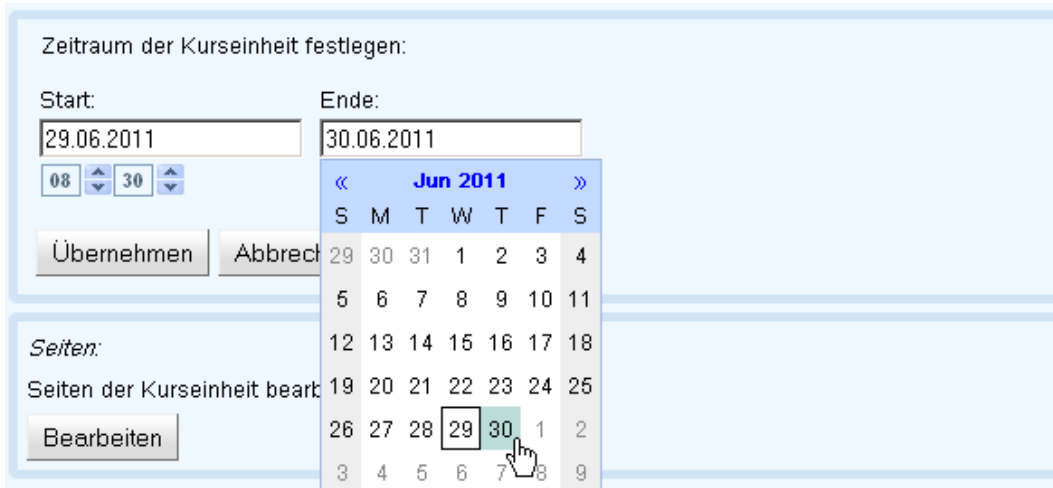 Zeitraum der Kurseinheit festlegen:
Start: Ende:
29.06.2011 30.06.2011
08 30
« Jun 2011 »
S M T W T F S
Übernehmen Abbrech
29 30 31 1 2 3 4
5 6 7 8 9 10 11
12 13 14 15 16 17 18
Seiten:
19 20 21 22 23 24 25
Seiten der Kurseinheit bearb
26 27 28 29 30 1 2
Bearbeiten
3 4 5 6 7 8 9